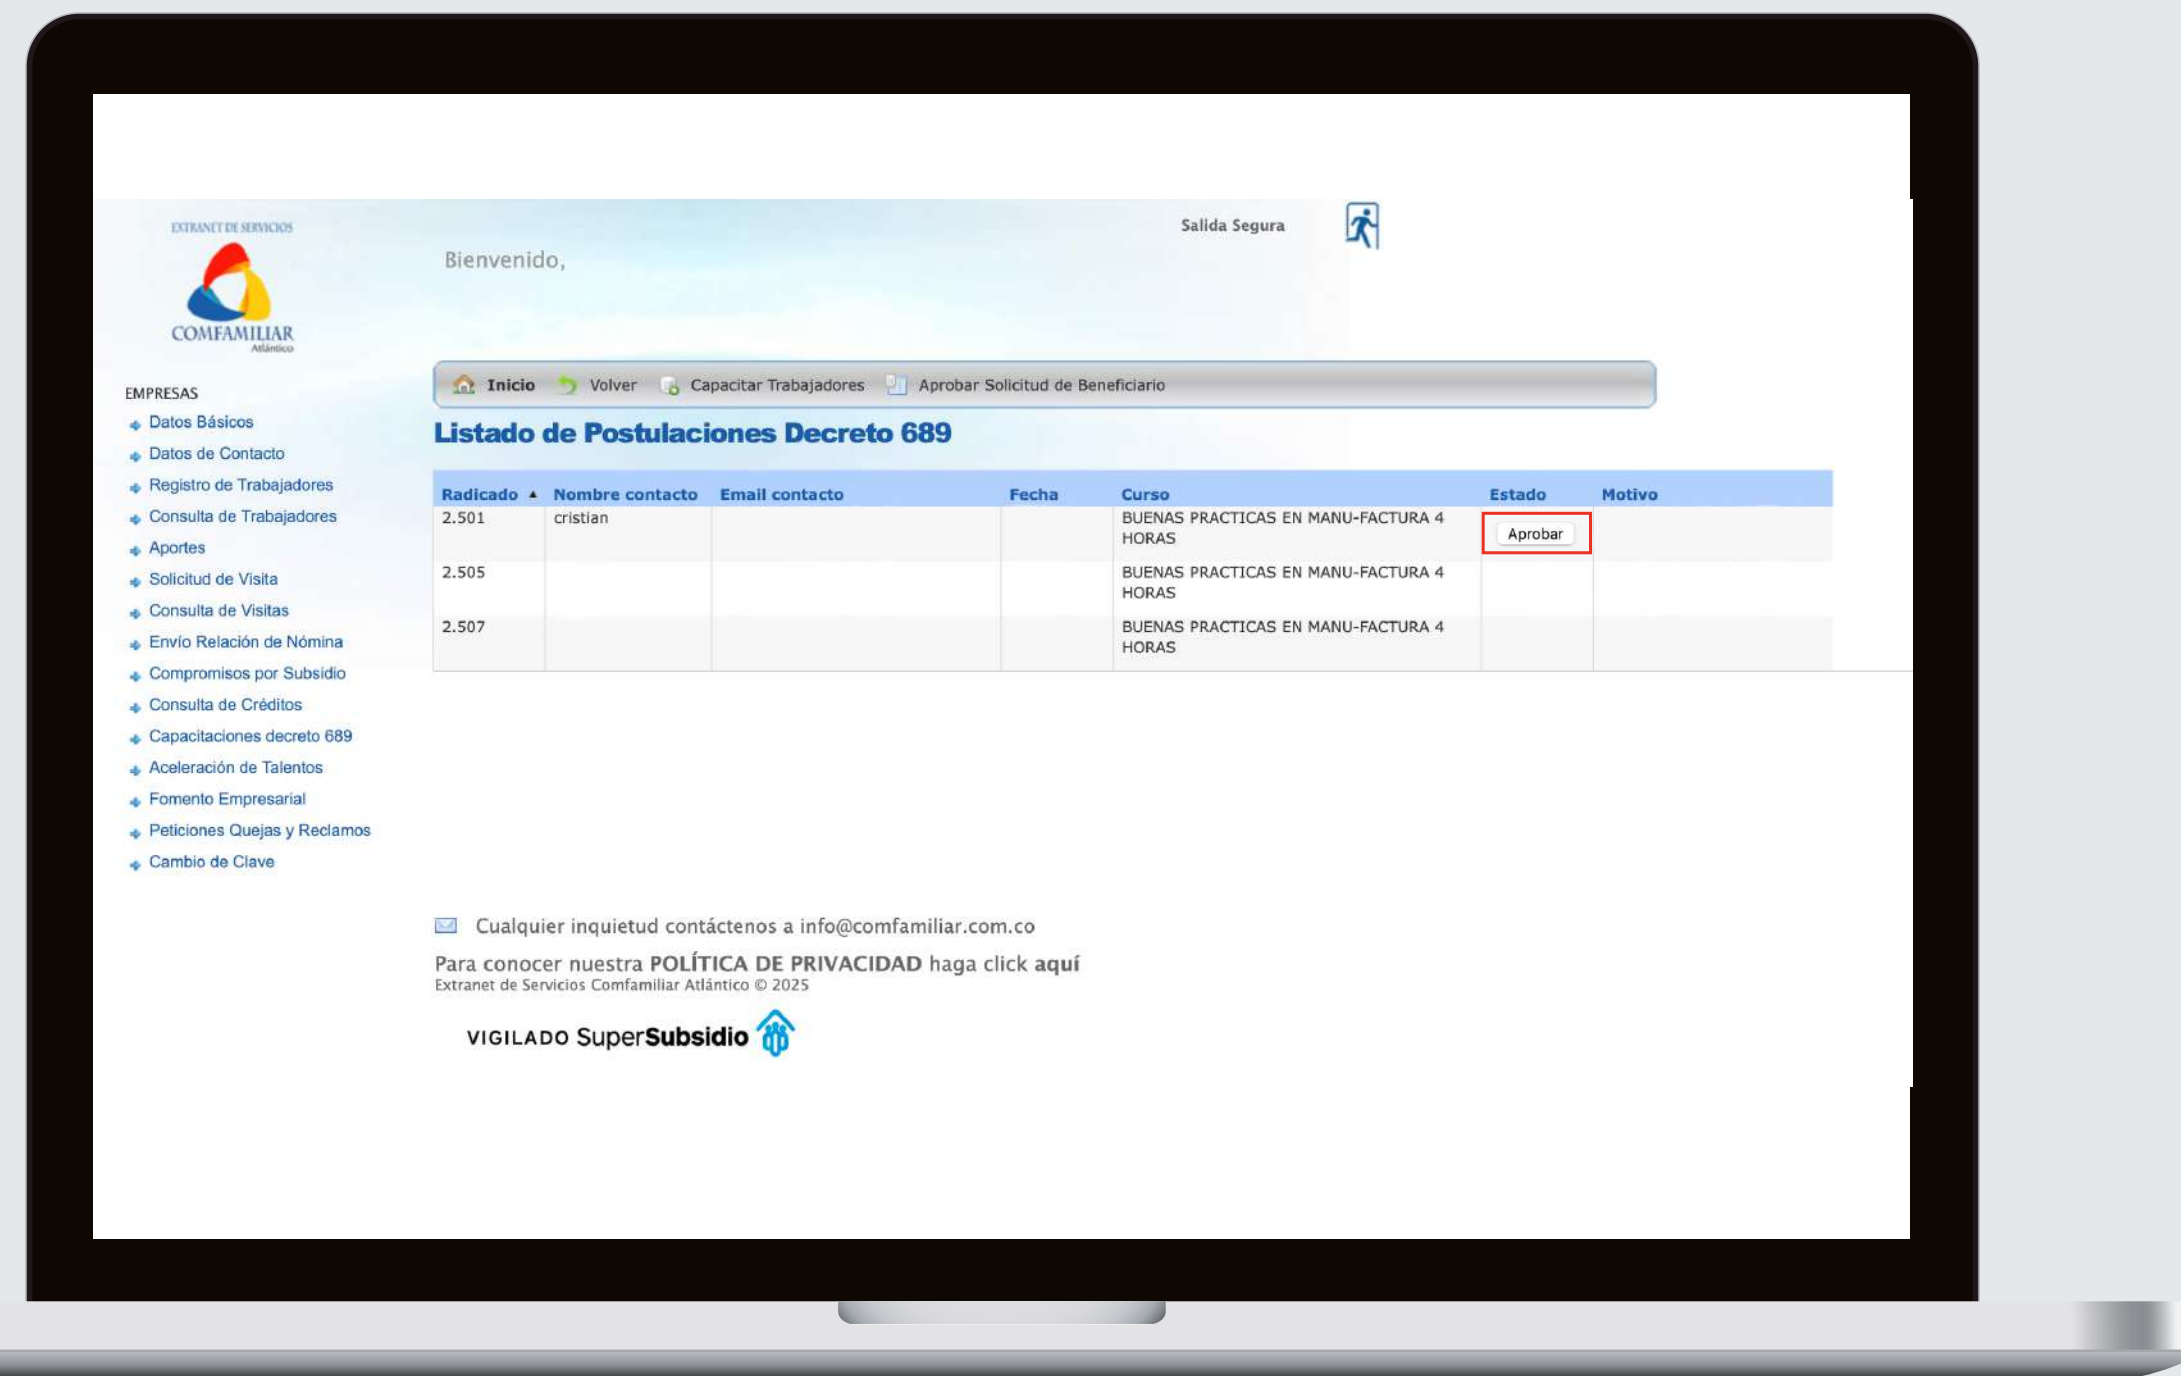 EXTRANET DE SERVICIOS
COMFAMILIAR
Atlántico
Bienvenido,
Salida Segura
Inicio Volver Capacitar Trabajadores Aprobar Solicitud de Beneficiario
EMPRESAS
Datos Básicos
Datos de Contacto
Registro de Trabajadores
Consulta de Trabajadores
Aportes
Solicitud de Visita
Consulta de Visitas
Envío Relación de Nómina
Compromisos por Subsidio
Consulta de Créditos
Capacitaciones decreto 689
Aceleración de Talentos
Fomento Empresarial
Peticiones Quejas y Reclamos
Cambio de Clave
Listado de Postulaciones Decreto 689
Radicado ▲ Nombre contacto Email contacto Fecha Curso Estado Motivo
2.501 cristian BUENAS PRACTICAS EN MANU-FACTURA 4 Aprobar
HORAS
2.505 BUENAS PRACTICAS EN MANU-FACTURA 4
HORAS
2.507 BUENAS PRACTICAS EN MANU-FACTURA 4
HORAS
Cualquier inquietud contáctenos a info@comfamiliar.com.co
Para conocer nuestra POLÍTICA DE PRIVACIDAD haga click aquí
Extranet de Servicios Comfamiliar Atlántico © 2025
VIGILADO SuperSubsidio